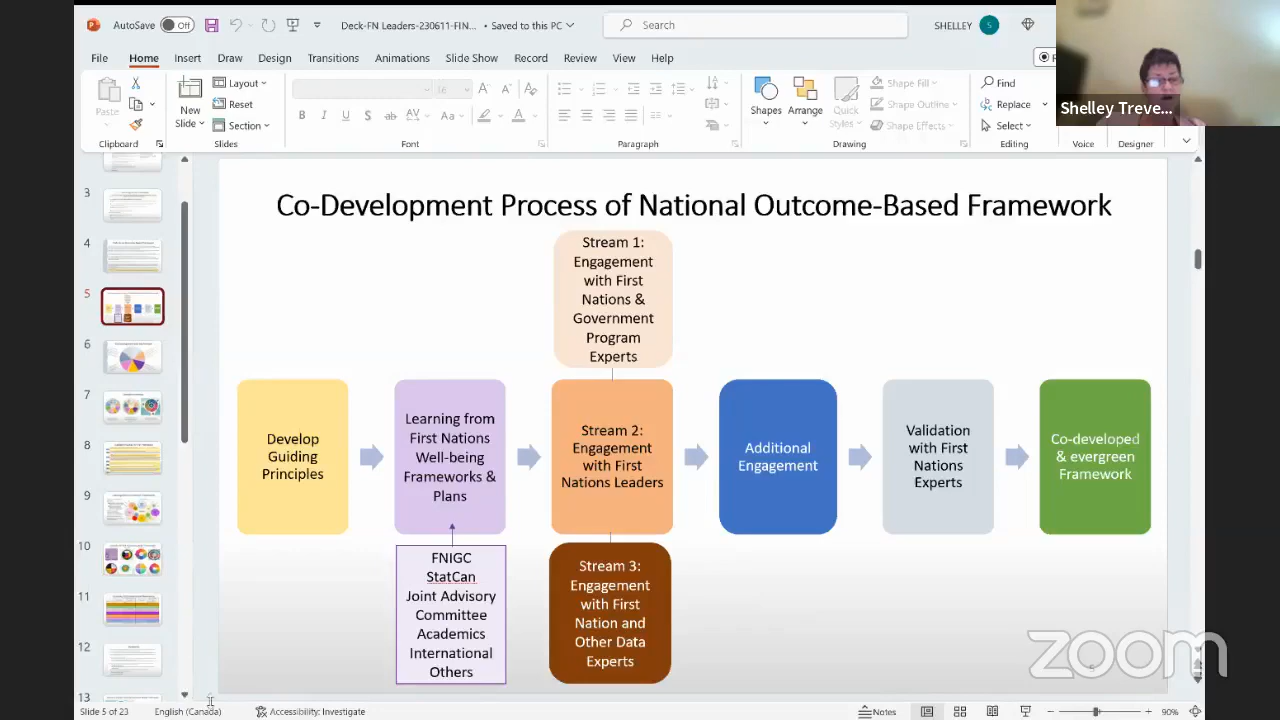 AutoSave Off Deck-FN Leaders-230611-FIN... • Saved to this PC Search SHELLEY S
File Home Insert Draw Design Transitions Animations Slide Show Record Review View Help
Paste
Clipboard
New
Slide
Layout
Reset
Section
Slides
16
Font
Paragraph
Shapes
Arrange
Quick
Styles
Shape Fill
Shape Outline
Shape Effects
Drawing
Find
Replace
Select
Editing
Voice
Designer
Shelley Treve...
3
4
5
6
7
8
9
10
11
12
13
Co-Development Process of National Outcome-Based Framework
Stream 1:
Engagement
with First
Nations &
Government
Program
Experts
Develop
Guiding
Principles
Learning from
First Nations
Well-being
Frameworks &
Plans
Stream 2:
Engagement
with First
Nations Leaders
Additional
Engagement
Validation
with First
Nations
Experts
Co-developed
& evergreen
Framework
FNIGC
StatCan
Joint Advisory
Committee
Academics
International
Others
Stream 3:
Engagement
with First
Nation and
Other Data
Experts
zoom
Slide 5 of 23 English (Canada) Accessibility: Investigate Notes 90%